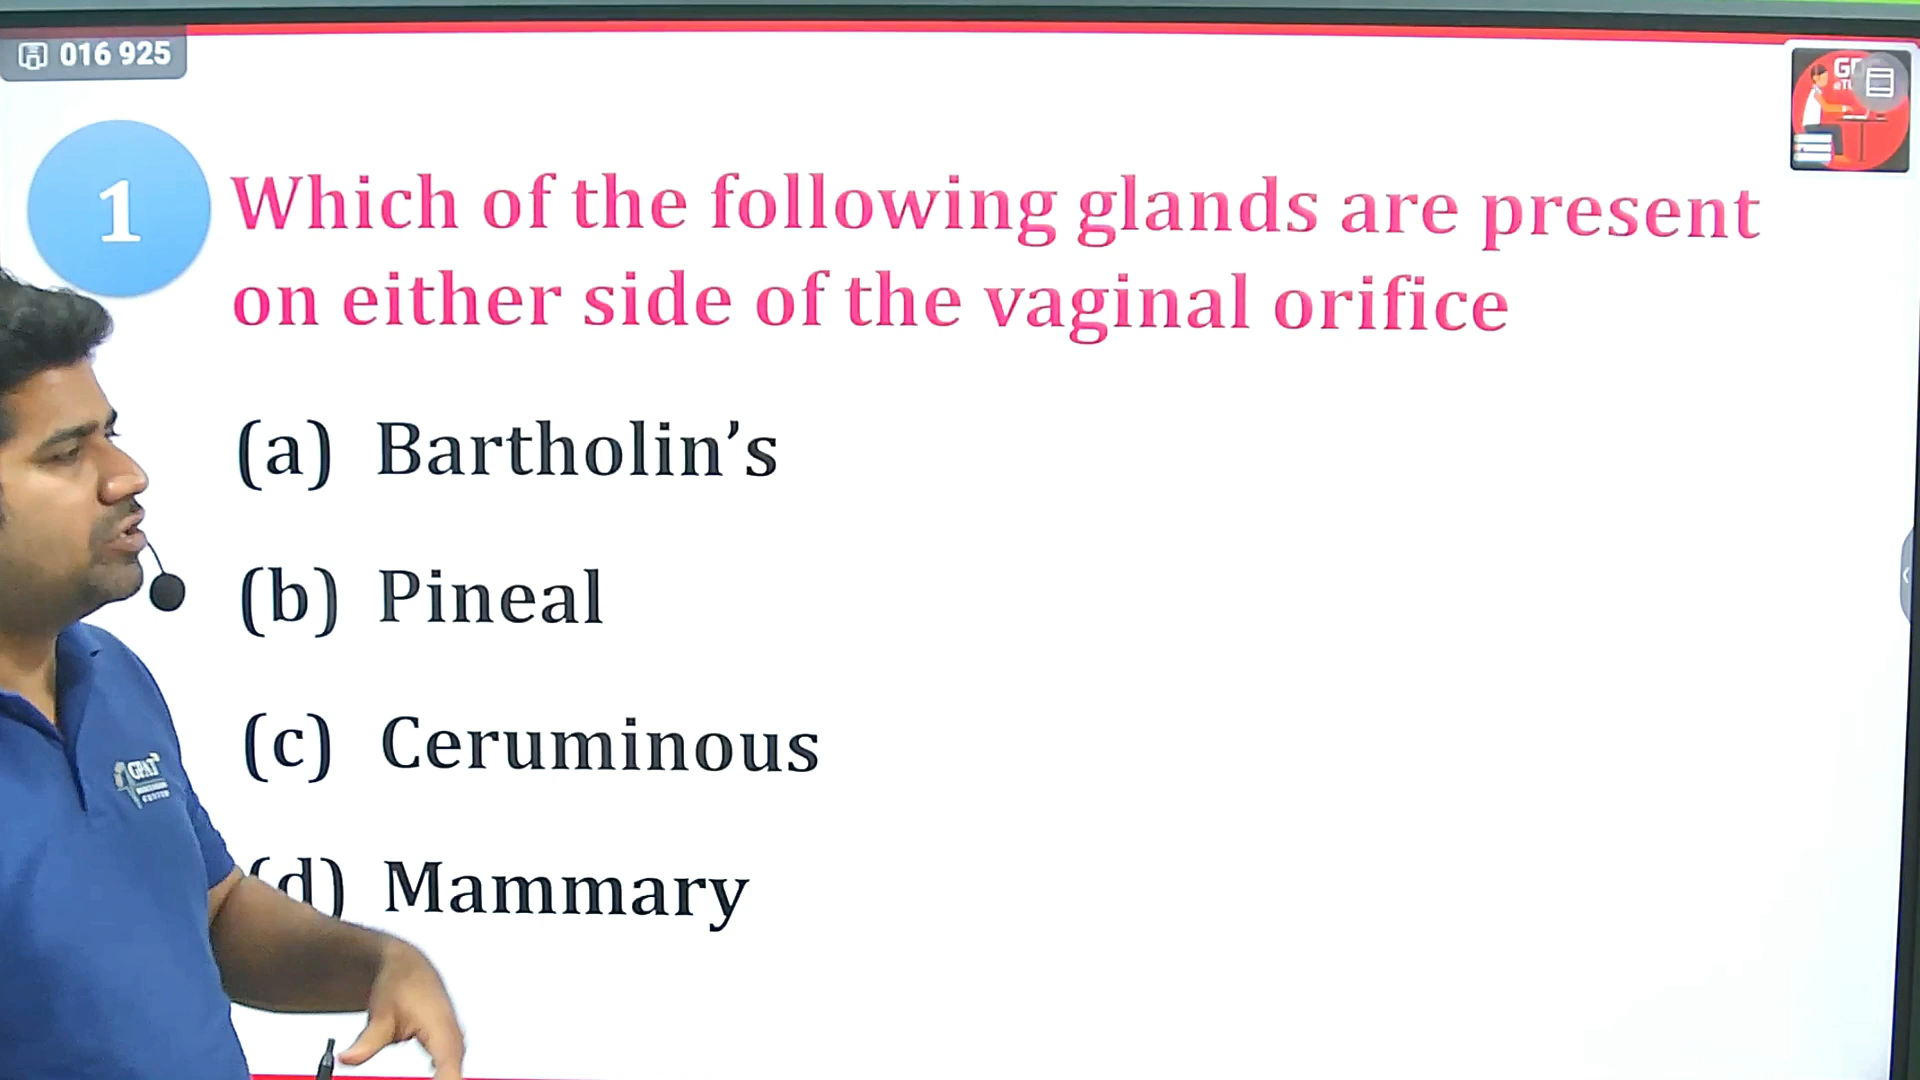 016 925
1
Which of the following glands are present
on either side of the vaginal orifice
(a) Bartholin’s
(b) Pineal
(c) Ceruminous
(d) Mammary
GPAT